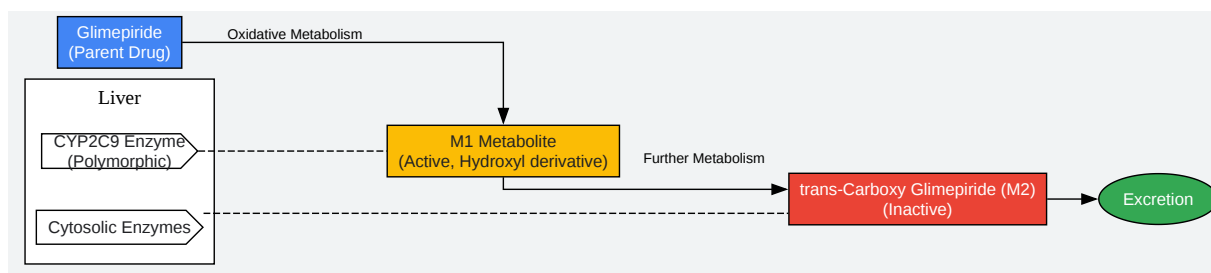 Glimepiride
(Parent Drug)
Oxidative Metabolism
Liver
CYP2C9 Enzyme
(Polymorphic)
M1 Metabolite
(Active, Hydroxyl derivative)
Further Metabolism
trans-Carboxy Glimepiride (M2)
(Inactive)
Excretion
Cytosolic Enzymes